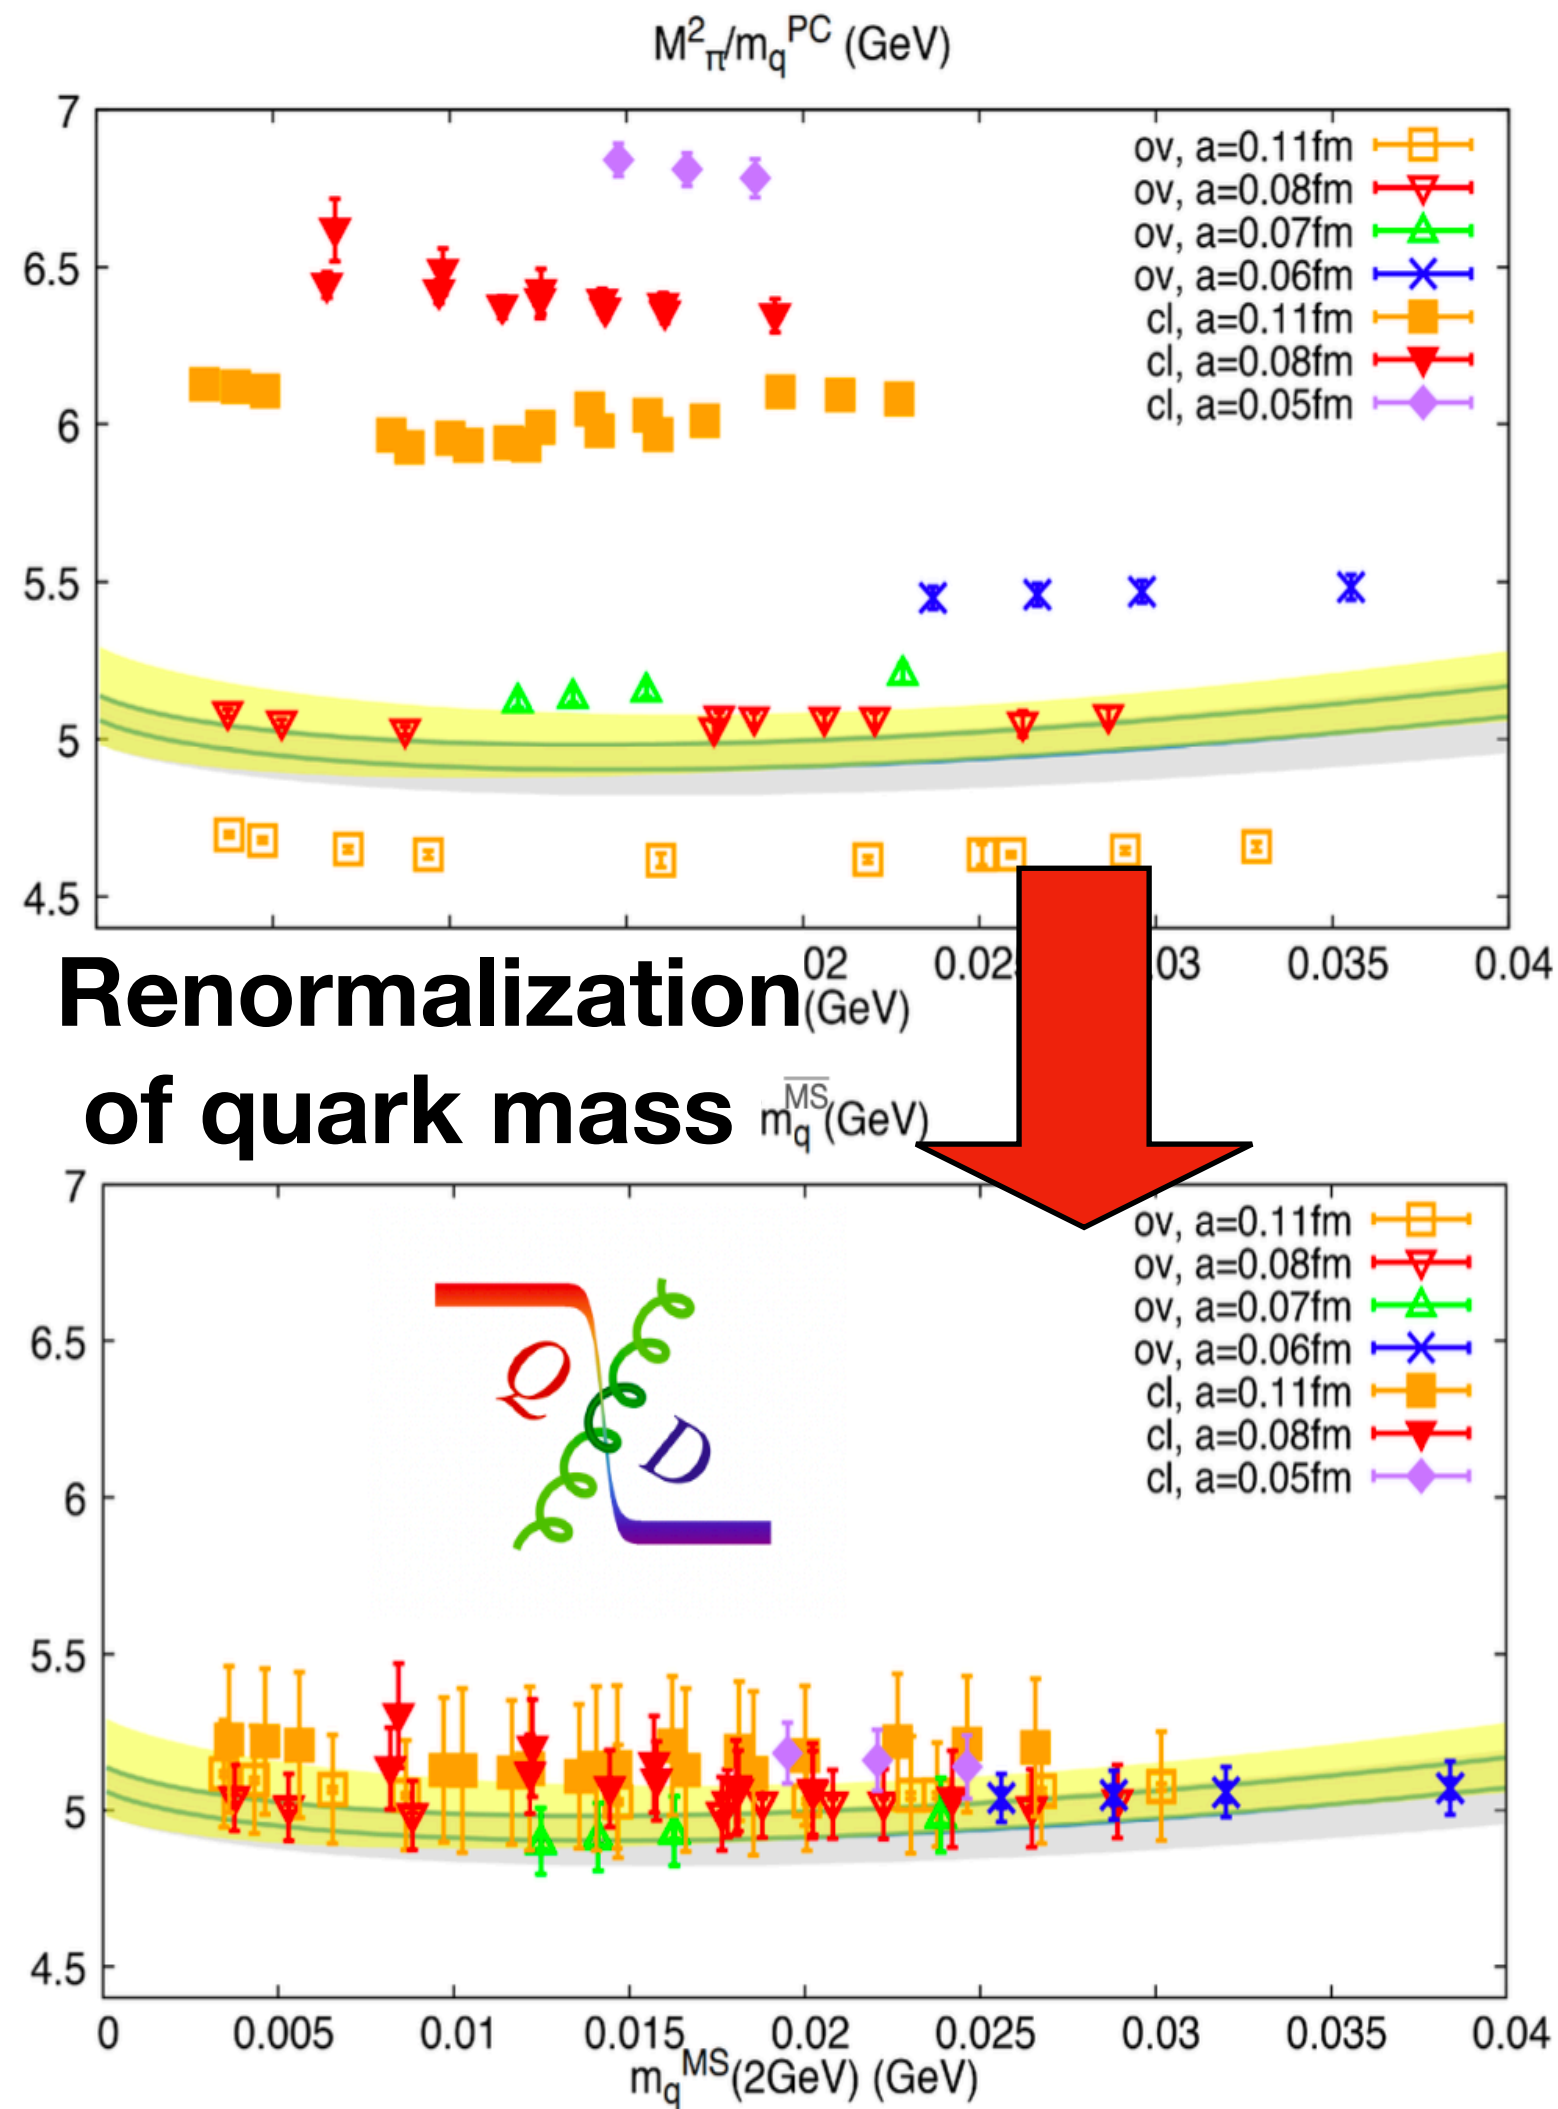 M²π/mqPC (GeV)
7
6.5
6
5.5
5
4.5
ov, a=0.11fm
ov, a=0.08fm
ov, a=0.07fm
ov, a=0.06fm
cl, a=0.11fm
cl, a=0.08fm
cl, a=0.05fm
02 0.02 03 0.035 0.04
(GeV)
Renormalization
of quark mass
mqMS̅ (GeV)
7
6.5
6
5.5
5
4.5
ov, a=0.11fm
ov, a=0.08fm
ov, a=0.07fm
ov, a=0.06fm
cl, a=0.11fm
cl, a=0.08fm
cl, a=0.05fm
Q
D
0 0.005 0.01 0.015 0.02 0.025 0.03 0.035 0.04
mqMS(2GeV) (GeV)